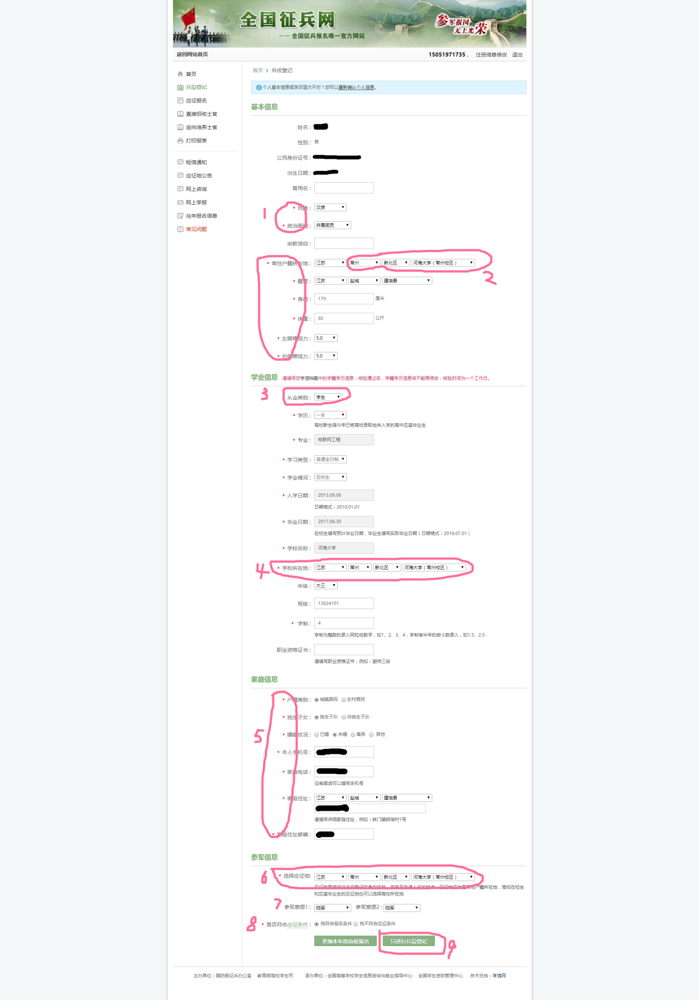 全国征兵网
—— 全国征兵报名唯一官方网站
参军报国
无上光荣
返回网站首页
15051971735， 注册信息修改 退出
首页
兵役登记
应征报名
直接招收士官
定向培养士官
打印报表
短信通知
应征地公告
网上咨询
网上举报
往年报名信息
常见问题
首页 > 兵役登记
个人基本信息或学历层次不对？您可以重新确认个人信息。
基本信息
姓名：
性别： 男
公民身份证号：
出生日期：
曾用名：
1
* 民族： 汉族
* 政治面貌： 共青团员
宗教信仰：
* 常住户籍所在地： 江苏 常州 新北区 河海大学（常州校区）
2
* 籍贯： 江苏 盐城 建湖县
* 身高： 170 厘米
* 体重： 60 公斤
* 左眼裸视力： 5.0
* 右眼裸视力： 5.0
学业信息 请填写您学信档案中的学籍学历信息；核验通过后，学籍学历信息将不能再修改；核验时间为一个工作日。
3
从业类别： 学生
* 学历： 一本
高校新生指今年已被高校录取尚未入学的高中应届毕业生
* 专业： 物联网工程
* 学习类型： 普通全日制
* 学业情况： 在校生
* 入学日期： 2013.09.06
日期格式：2010.01.01
* 毕业日期： 2017.06.30
在校生填写预计毕业日期，毕业生填写实际毕业日期（日期格式：2016.07.01）
* 学校名称： 河海大学
4
* 学校所在地： 江苏 常州 新北区 河海大学（常州校区）
年级： 大三
班级： 13624101
* 学制： 4
学制为整数的录入阿拉伯数字，如1、2、3、4，学制有半年的按小数录入，如1.5、2.5
职业资格证书：
请填写职业资格证书；例如：厨师三级
家庭信息
* 户籍类别： 城镇居民 农村居民
* 独生子女： 独生子女 非独生子女
5
* 婚姻状况： 已婚 未婚 离异 其他
* 本人手机号：
* 家庭电话：
没有固话可以填写手机号
* 家庭住址： 江苏 盐城 建湖县
请填写详细家庭住址，例如：铁门镇明湖村1号
* 家庭住址邮编：
参军信息
6
* 选择应征地： 江苏 常州 新北区 河海大学（常州校区）
应征地是指进行兵役登记后参加体检、政审及批准入伍的地点；应征地应当是常住户籍所在地，高校在校生
和应届毕业生的应征地也可以选择高校所在地
7
参军意愿1： 陆军 参军意愿2： 陆军
8
* 是否符合应征条件： 我符合报名条件 我不符合应征条件
参加本年度应征报名 只进行兵役登记
9
主办单位：国防部征兵办公室 教育部高校学生司 承办单位：全国高等学校学生信息咨询与就业指导中心 全国学生资助管理中心 技术支持：学信网